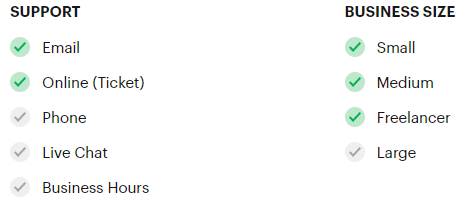 SUPPORT
Email
Online (Ticket)
Phone
Live Chat
Business Hours
BUSINESS SIZE
Small
Medium
Freelancer
Large